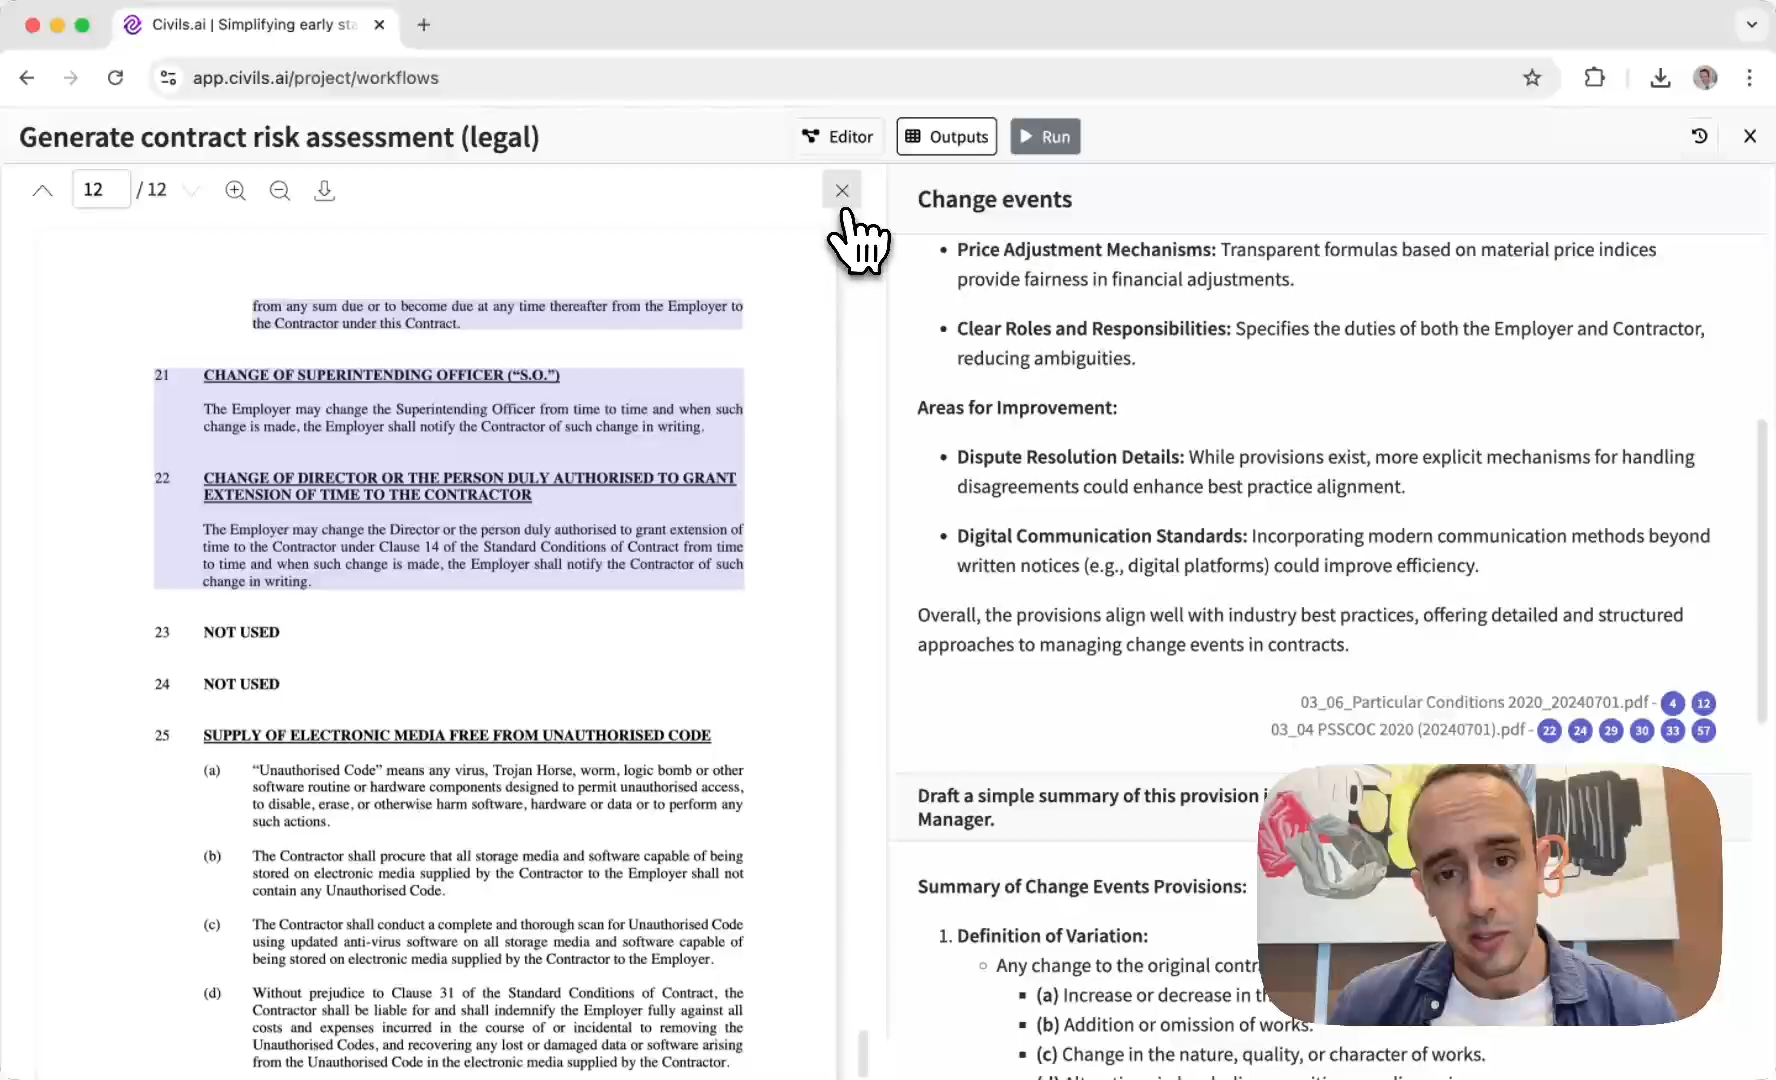 Civils.ai | Simplifying early sta
app.civils.ai/project/workflows
Generate contract risk assessment (legal)
Editor
Outputs
Run
12 / 12
from any sum due or to become due at any time thereafter from the Employer to
the Contractor under this Contract.
21 CHANGE OF SUPERINTENDING OFFICER (“S.O.”)
The Employer may change the Superintending Officer from time to time and when such
change is made, the Employer shall notify the Contractor of such change in writing.
22 CHANGE OF DIRECTOR OR THE PERSON DULY AUTHORISED TO GRANT
EXTENSION OF TIME TO THE CONTRACTOR
The Employer may change the Director or the person duly authorised to grant extension of
time to the Contractor under Clause 14 of the Standard Conditions of Contract from time
to time and when such change is made, the Employer shall notify the Contractor of such
change in writing.
23 NOT USED
24 NOT USED
25 SUPPLY OF ELECTRONIC MEDIA FREE FROM UNAUTHORISED CODE
(a) “Unauthorised Code” means any virus, Trojan Horse, worm, logic bomb or other
software routine or hardware components designed to permit unauthorised access,
to disable, erase, or otherwise harm software, hardware or data or to perform any
such actions.
(b) The Contractor shall procure that all storage media and software capable of being
stored on electronic media supplied by the Contractor to the Employer shall not
contain any Unauthorised Code.
(c) The Contractor shall conduct a complete and thorough scan for Unauthorised Code
using updated anti-virus software on all storage media and software capable of
being stored on electronic media supplied by the Contractor to the Employer.
(d) Without prejudice to Clause 31 of the Standard Conditions of Contract, the
Contractor shall be liable for and shall indemnify the Employer fully against all
costs and expenses incurred in the course of or incidental to removing the
Unauthorised Codes, and recovering any lost or damaged data or software arising
from the Unauthorised Code in the electronic media supplied by the Contractor.
Change events
• Price Adjustment Mechanisms: Transparent formulas based on material price indices
provide fairness in financial adjustments.
• Clear Roles and Responsibilities: Specifies the duties of both the Employer and Contractor,
reducing ambiguities.
Areas for Improvement:
• Dispute Resolution Details: While provisions exist, more explicit mechanisms for handling
disagreements could enhance best practice alignment.
• Digital Communication Standards: Incorporating modern communication methods beyond
written notices (e.g., digital platforms) could improve efficiency.
Overall, the provisions align well with industry best practices, offering detailed and structured
approaches to managing change events in contracts.
03_06_Particular Conditions 2020_20240701.pdf - 4 12
03_04 PSSCOC 2020 (20240701).pdf - 22 24 29 30 33 57
Draft a simple summary of this provision
Manager.
Summary of Change Events Provisions:
1. Definition of Variation:
○ Any change to the original contr
▪ (a) Increase or decrease in th
▪ (b) Addition or omission of works.
▪ (c) Change in the nature, quality, or character of works.